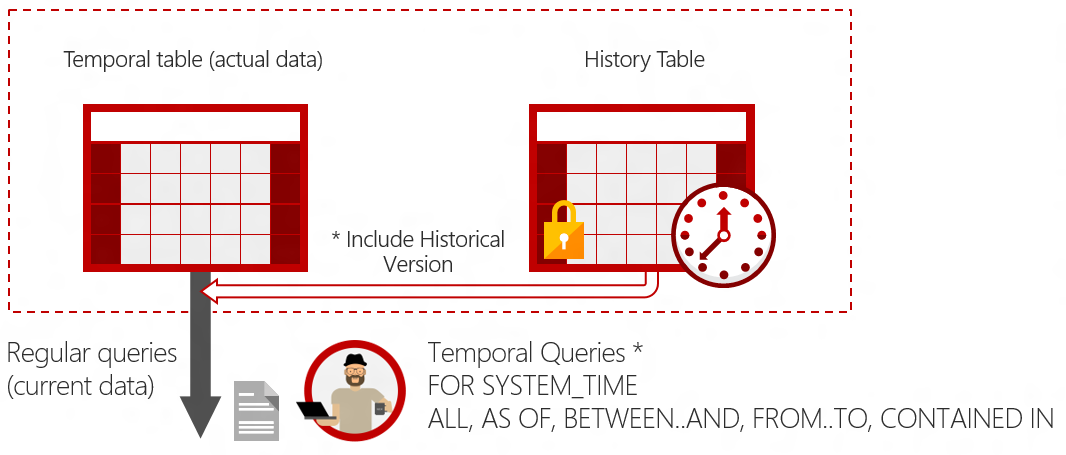 Temporal table (actual data)
History Table
* Include Historical
Version
Regular queries
(current data)
Temporal Queries *
FOR SYSTEM_TIME
ALL, AS OF, BETWEEN..AND, FROM..TO, CONTAINED IN